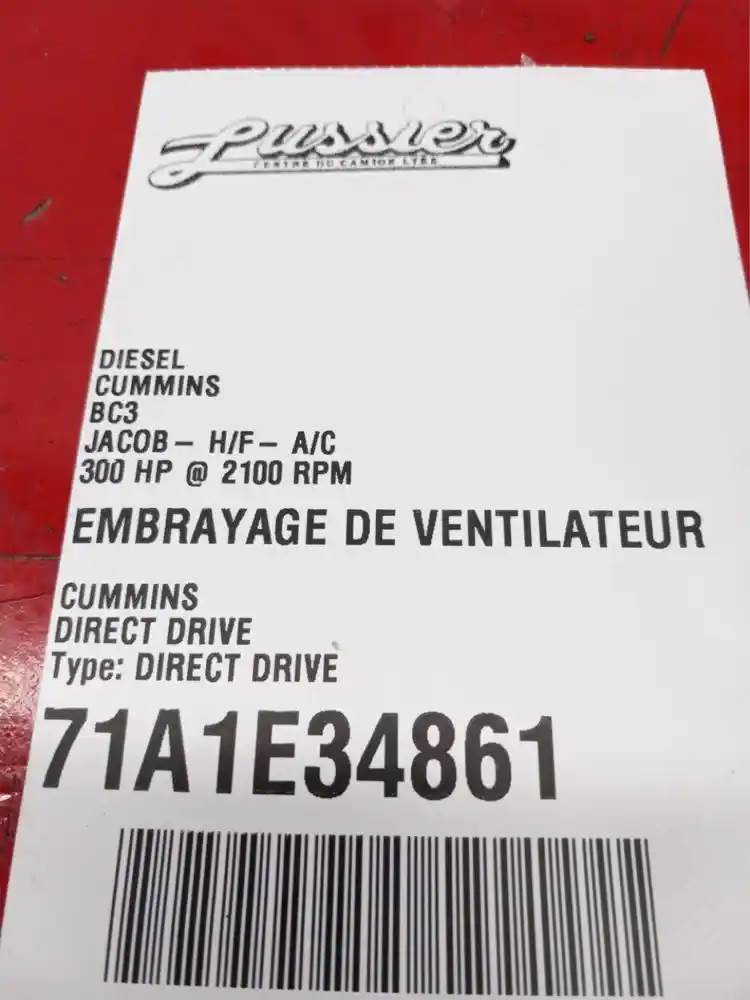 Lussier
CENTRE DU CAMION LTÉE
DIESEL
CUMMINS
BC3
JACOB – H/F – A/C
300 HP @ 2100 RPM
EMBRAYAGE DE VENTILATEUR
CUMMINS
DIRECT DRIVE
Type: DIRECT DRIVE
71A1E34861